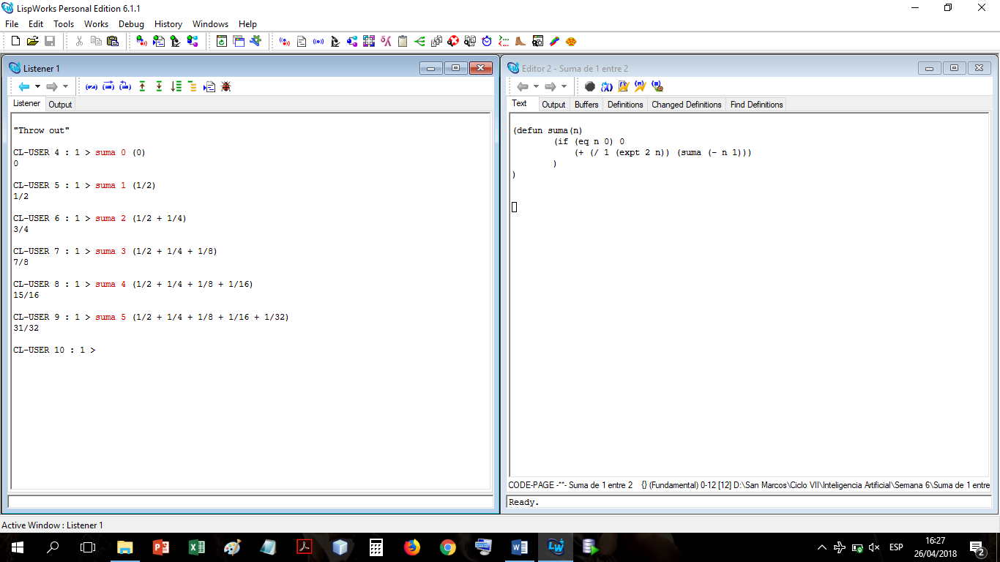 LispWorks Personal Edition 6.1.1
File Edit Tools Works Debug History Windows Help
Listener 1
Listener Output
"Throw out"
CL-USER 4 : 1 > suma 0 (0)
0
CL-USER 5 : 1 > suma 1 (1/2)
1/2
CL-USER 6 : 1 > suma 2 (1/2 + 1/4)
3/4
CL-USER 7 : 1 > suma 3 (1/2 + 1/4 + 1/8)
7/8
CL-USER 8 : 1 > suma 4 (1/2 + 1/4 + 1/8 + 1/16)
15/16
CL-USER 9 : 1 > suma 5 (1/2 + 1/4 + 1/8 + 1/16 + 1/32)
31/32
CL-USER 10 : 1 >
Editor 2 - Suma de 1 entre 2
Text Output Buffers Definitions Changed Definitions Find Definitions
(defun suma(n)
(if (eq n 0) 0
(+ (/ 1 (expt 2 n)) (suma (- n 1)))
)
)
CODE-PAGE -**- Suma de 1 entre 2 {} (Fundamental) 0-12 [12] D:\San Marcos\Ciclo VII\Inteligencia Artificial\Semana 6\Suma de 1 entre
Ready.
Active Window : Listener 1
ESP
16:27
26/04/2018
2